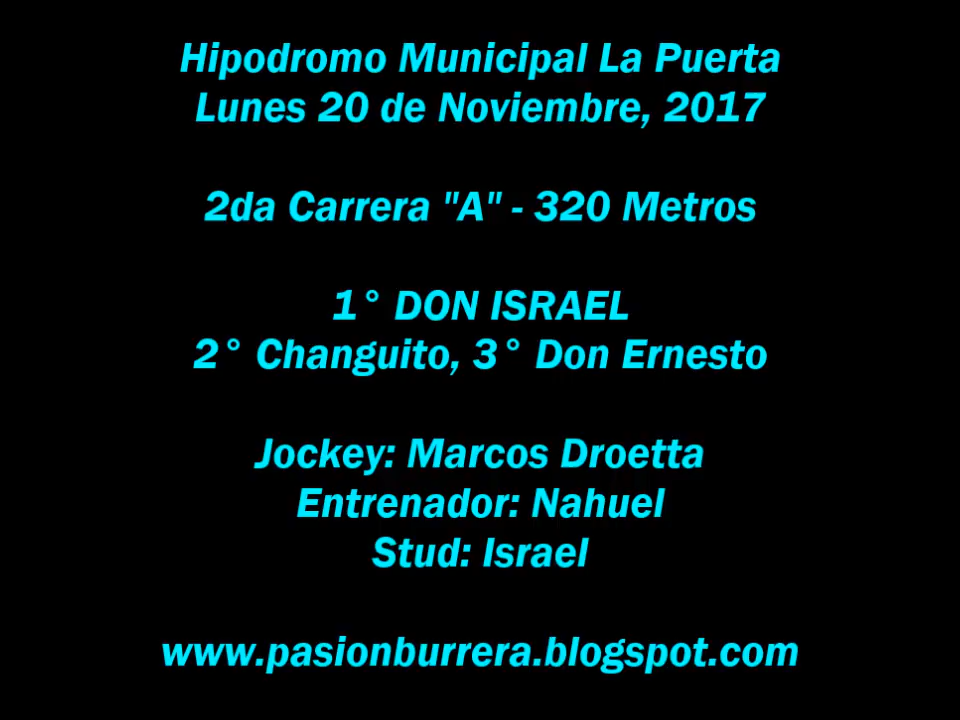 Hipodromo Municipal La Puerta
Lunes 20 de Noviembre, 2017
2da Carrera "A" - 320 Metros
1° DON ISRAEL
2° Changuito, 3° Don Ernesto
Jockey: Marcos Droetta
Entrenador: Nahuel
Stud: Israel
www.pasionburrera.blogspot.com